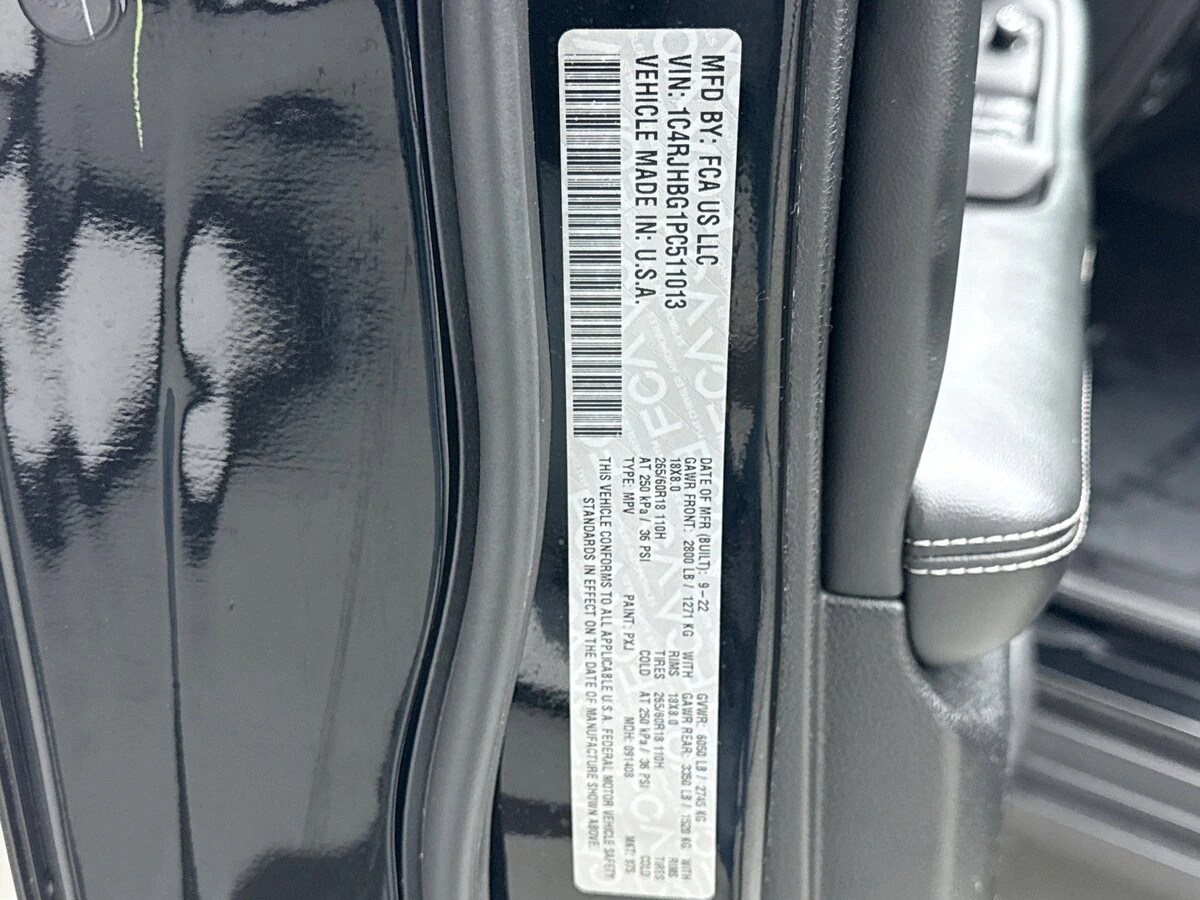 MFD BY: FCA US LLC
VIN: 1C4RJHBG1PC511013
VEHICLE MADE IN: U.S.A.
DATE OF MFR (BUILT): 9-22 GVWR: 6050 LB / 2745 KG
GAWR FRONT: 2800 LB / 1271 KG WITH GAWR REAR: 3350 LB / 1520 KG WITH
18X8.0 RIMS 18X8.0 RIMS
265/60R18 110H TIRES 265/60R18 110H TIRES
AT 250 kPa / 36 PSI COLD AT 250 kPa / 36 PSI COLD
TYPE: MPV PAINT: PXJ MDH: 091408 MKT:
THIS VEHICLE CONFORMS TO ALL APPLICABLE U.S.A. FEDERAL MOTOR VEHICLE SAFETY
STANDARDS IN EFFECT ON THE DATE OF MANUFACTURE SHOWN ABOVE.